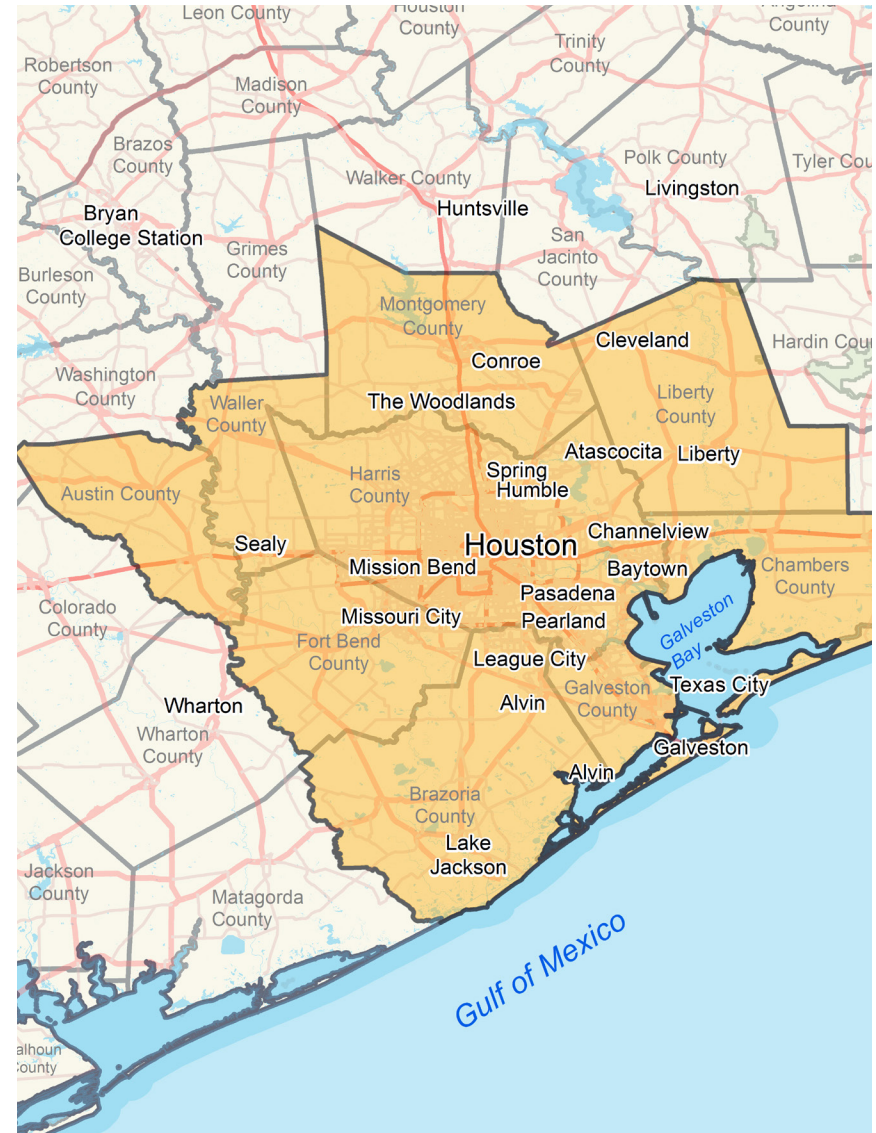 Leon County
Houston
County
Trinity
County
Angelina
County
Robertson
County
Madison
County
Brazos
County
Walker County
Polk County
Tyler Cou
Livingston
Huntsville
Bryan
College Station
Grimes
County
San
Jacinto
County
Burleson
County
Montgomery
County
Cleveland
Hardin Cour
Conroe
Washington
County
Waller
County
The Woodlands
Liberty
County
Atascocita
Liberty
Harris
County
Spring
Humble
Austin County
Channelview
Sealy
Houston
Mission Bend
Baytown
Chambers
County
Pasadena
Colorado
County
Missouri City
Pearland
Galveston
Bay
Fort Bend
County
League City
Texas City
Galveston
County
Alvin
Wharton
Wharton
County
Galveston
Alvin
Brazoria
County
Lake
Jackson
Jackson
County
Matagorda
County
Gulf of Mexico
alhoun
County